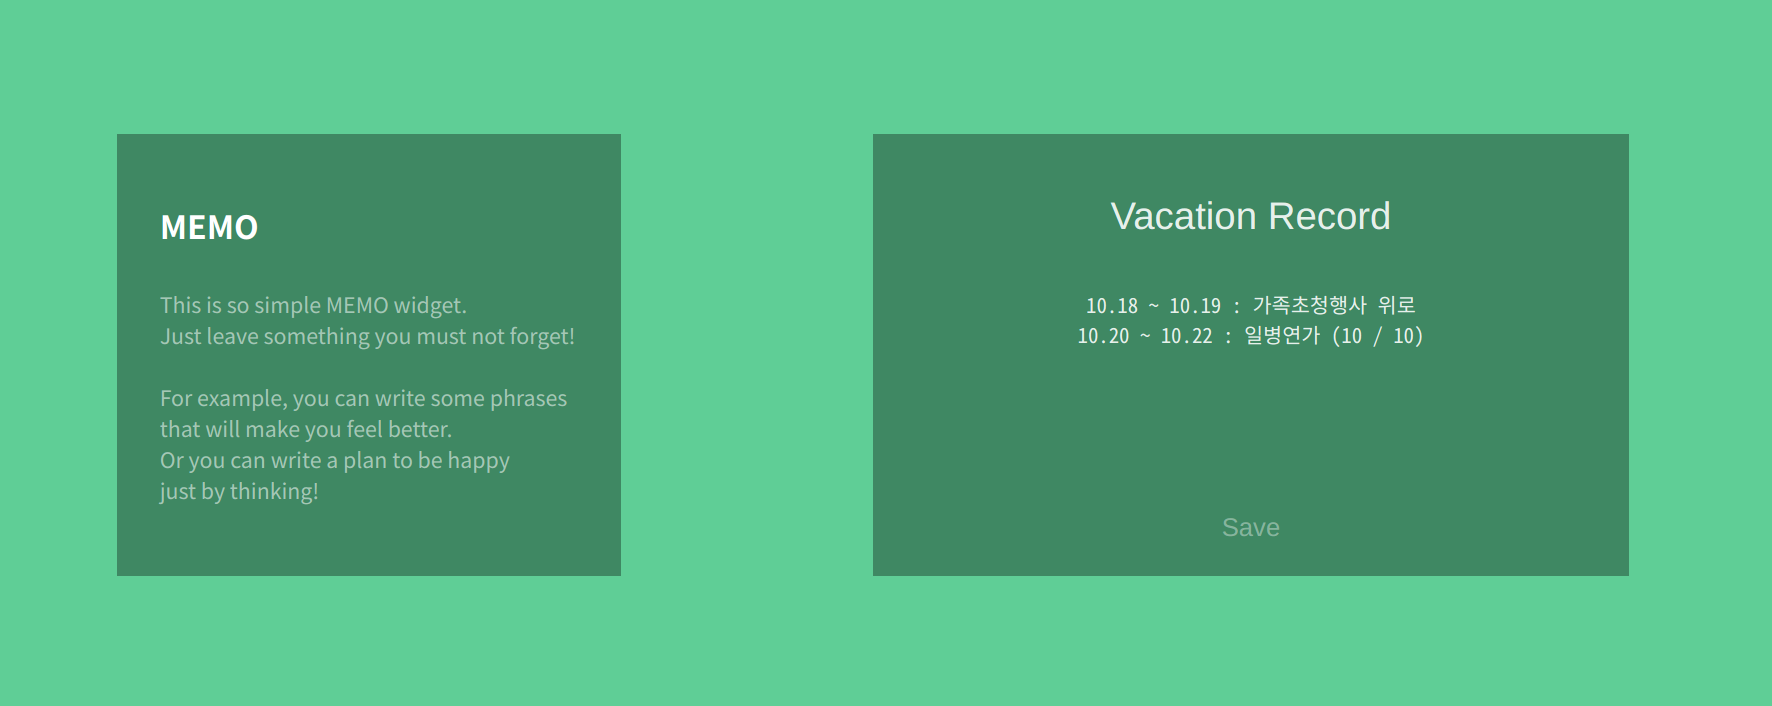 MEMO
This is so simple MEMO widget.
Just leave something you must not forget!
For example, you can write some phrases
that will make you feel better.
Or you can write a plan to be happy
just by thinking!
Vacation Record
10.18 ~ 10.19 : 가족초청행사 위로
10.20 ~ 10.22 : 일병연가 (10 / 10)
Save